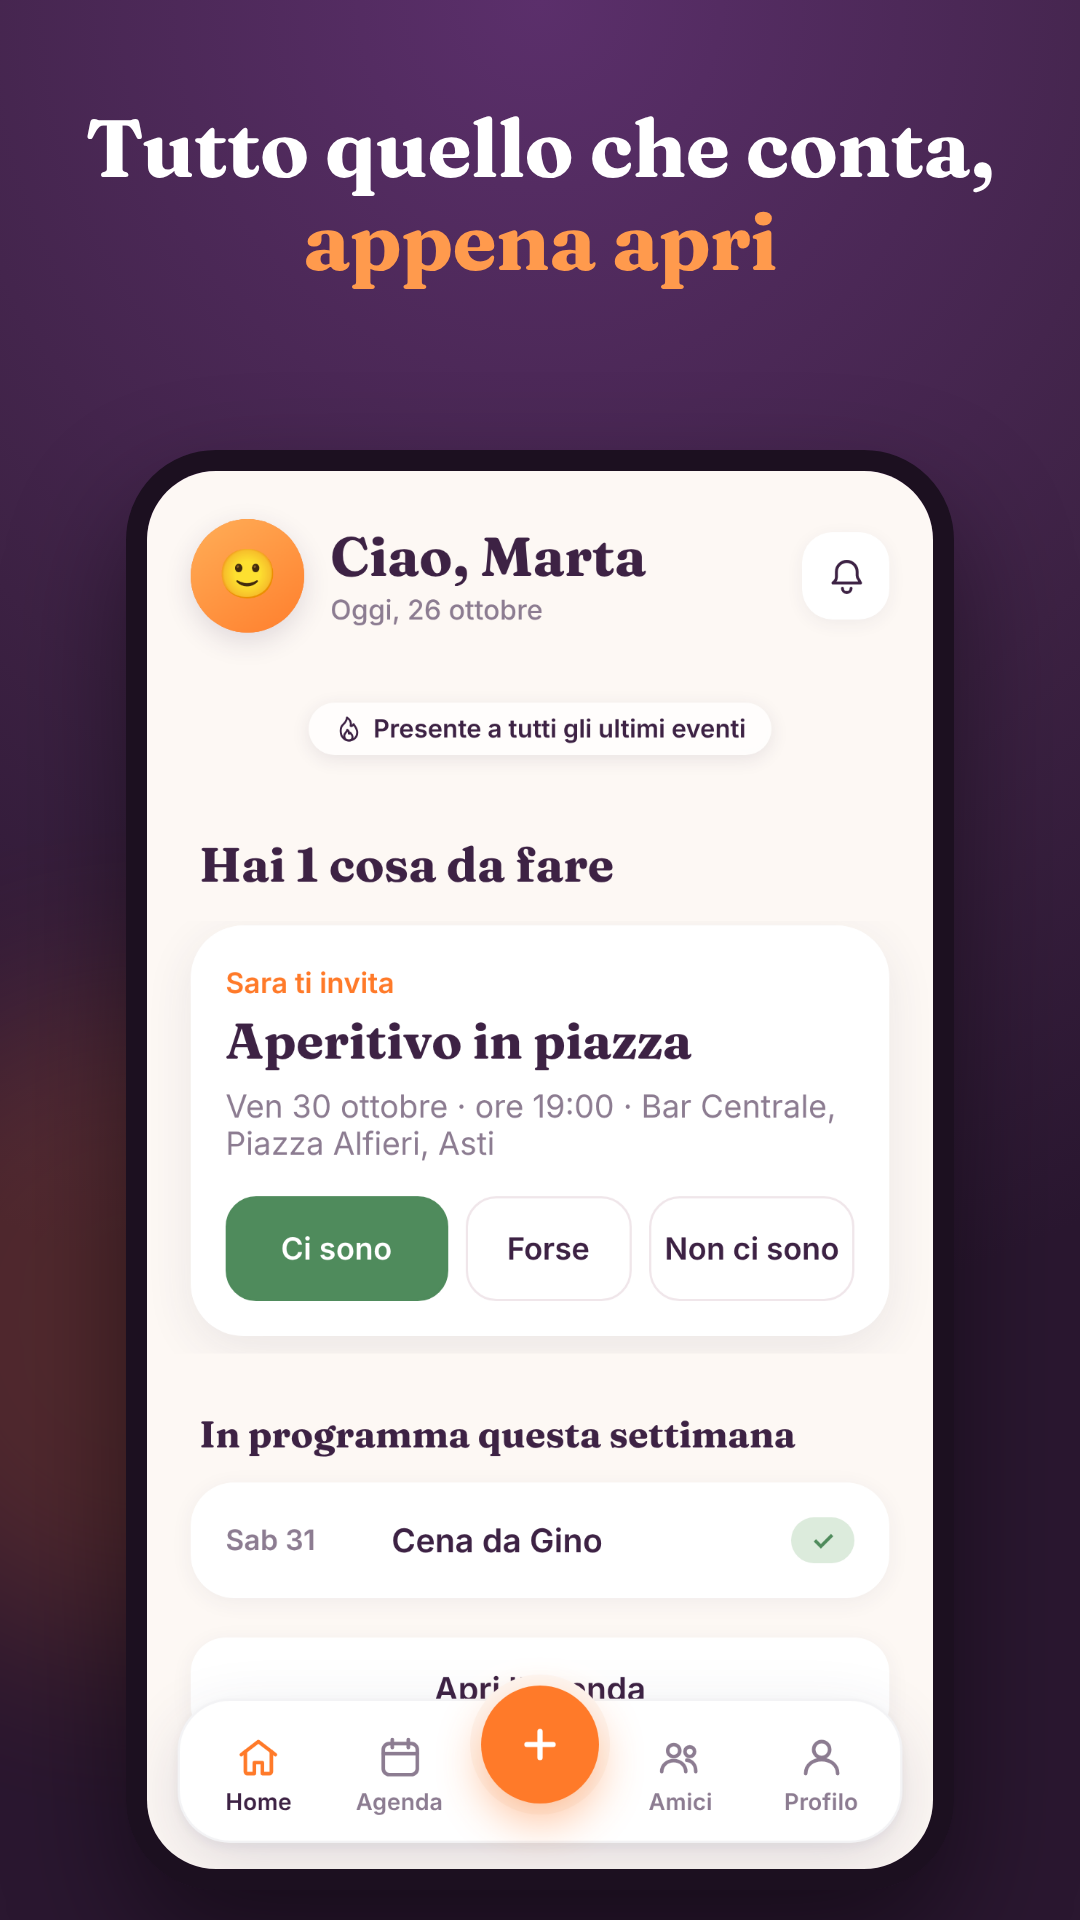 Tutto quello che conta,
appena apri
Ciao, Marta
Oggi, 26 ottobre
Presente a tutti gli ultimi eventi
Hai 1 cosa da fare
Sara ti invita
Aperitivo in piazza
Ven 30 ottobre · ore 19:00 · Bar Centrale,
Piazza Alfieri, Asti
Ci sono
Forse
Non ci sono
In programma questa settimana
Sab 31
Cena da Gino
Apri
Home
Agenda
Amici
Profilo